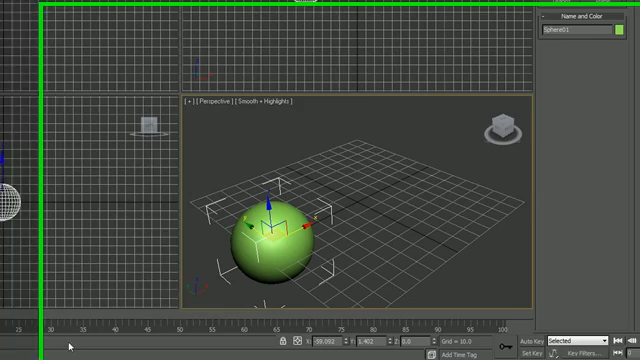 - Name and Color
Sphere01
[ + ] [ Perspective ] [ Smooth + Highlights ]
x
25 30 35 40 45 50 55 60 65 70 75 80 85 90 95 100
X: -59.092 Y: 1.402 Z: 0.0 Grid = 10.0 Auto Key Selected
Add Time Tag Set Key Key Filters...